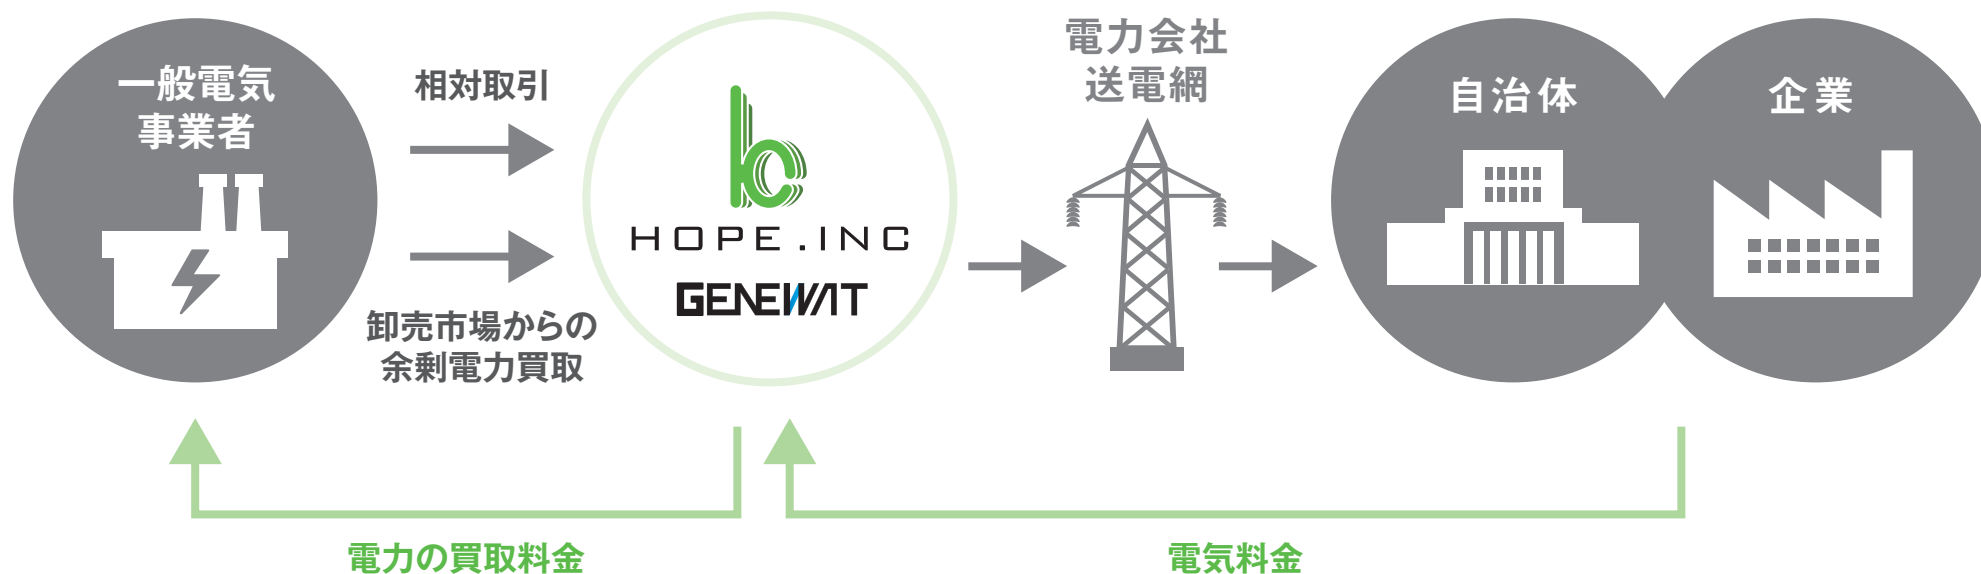 一般電気
事業者
相対取引
卸売市場からの
余剰電力買取
HOPE.INC
GENEWAT
電力会社
送電網
自治体
企業
電力の買取料金
電気料金